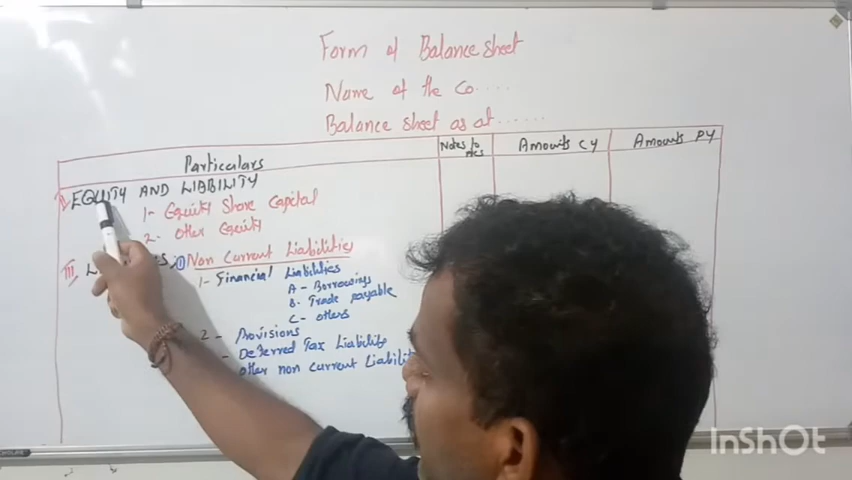 Form of Balance sheet
Name of the Co.....
Balance sheet as at......
Particulars
Notes to
Amounts CY
Amounts PY
EQUITY AND LIABILITY
1- Equity Share Capital
2- Other Equity
III, L
① Non Current Liabilities
1- Financial Liabilities
A - Borrowings
B. Trade payable
C- others
2- Provisions
- Deferred Tax Liability
other non current Liabilit
InShOt